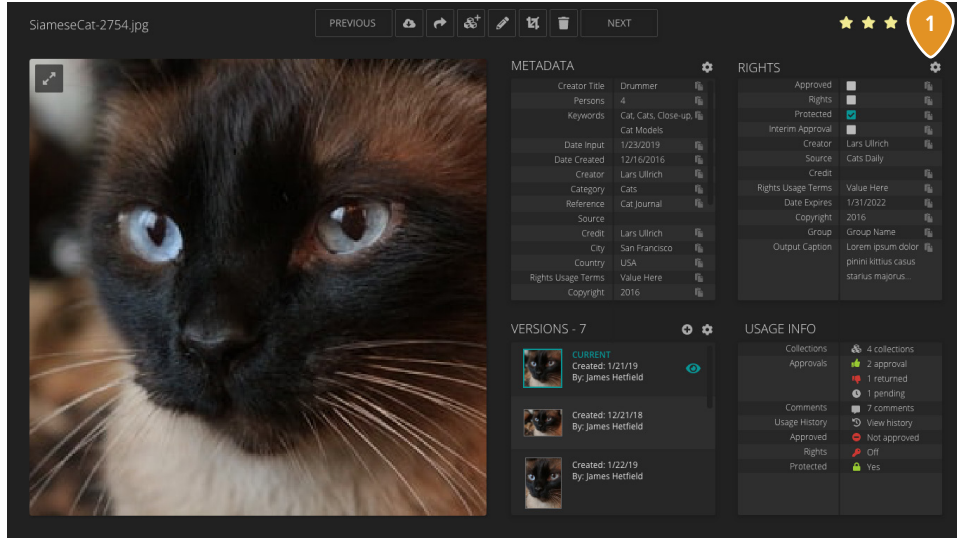 SiameseCat-2754.jpg
PREVIOUS
NEXT
1
METADATA
Creator Title Drummer
Persons 4
Keywords Cat, Cats, Close-up,
Cat Models
Date Input 1/23/2019
Date Created 12/16/2016
Creator Lars Ullrich
Category Cats
Reference Cat Journal
Source
Credit Lars Ullrich
City San Francisco
Country USA
Rights Usage Terms Value Here
Copyright 2016
RIGHTS
Approved
Rights
Protected
Interim Approval
Creator Lars Ullrich
Source Cats Daily
Credit
Rights Usage Terms Value Here
Date Expires 1/31/2022
Copyright 2016
Group Group Name
Output Caption Lorem ipsum dolor
pinini kittius casus
starius majorus...
VERSIONS - 7
CURRENT
Created: 1/21/19
By: James Hetfield
Created: 12/21/18
By: James Hetfield
Created: 1/22/19
By: James Hetfield
USAGE INFO
Collections 4 collections
Approvals 2 approval
1 returned
1 pending
Comments 7 comments
Usage History View history
Approved Not approved
Rights Off
Protected Yes